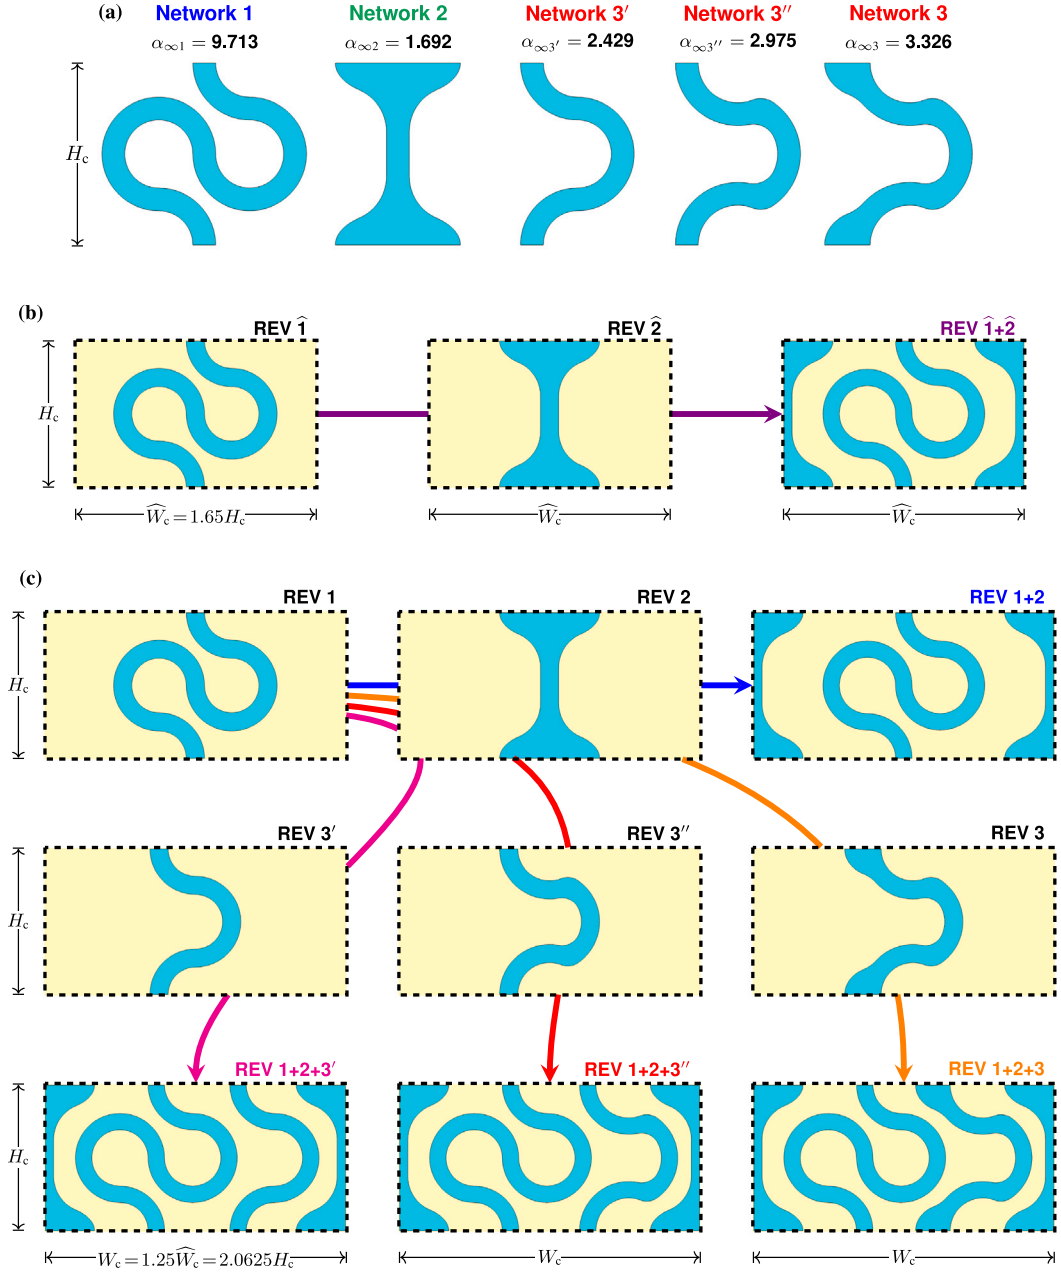 (a)
Network 1 Network 2 Network 3′ Network 3′′ Network 3
α∞1 = 9.713 α∞2 = 1.692 α∞3′ = 2.429 α∞3′′ = 2.975 α∞3 = 3.326
Hc
(b)
REV 1̂ REV 2̂ REV 1̂+2̂
Hc
Ŵc=1.65Hc Ŵc Ŵc
(c)
REV 1 REV 2 REV 1+2
Hc
REV 3′ REV 3′′ REV 3
Hc
REV 1+2+3′ REV 1+2+3′′ REV 1+2+3
Hc
Wc=1.25Ŵc=2.0625Hc Wc Wc